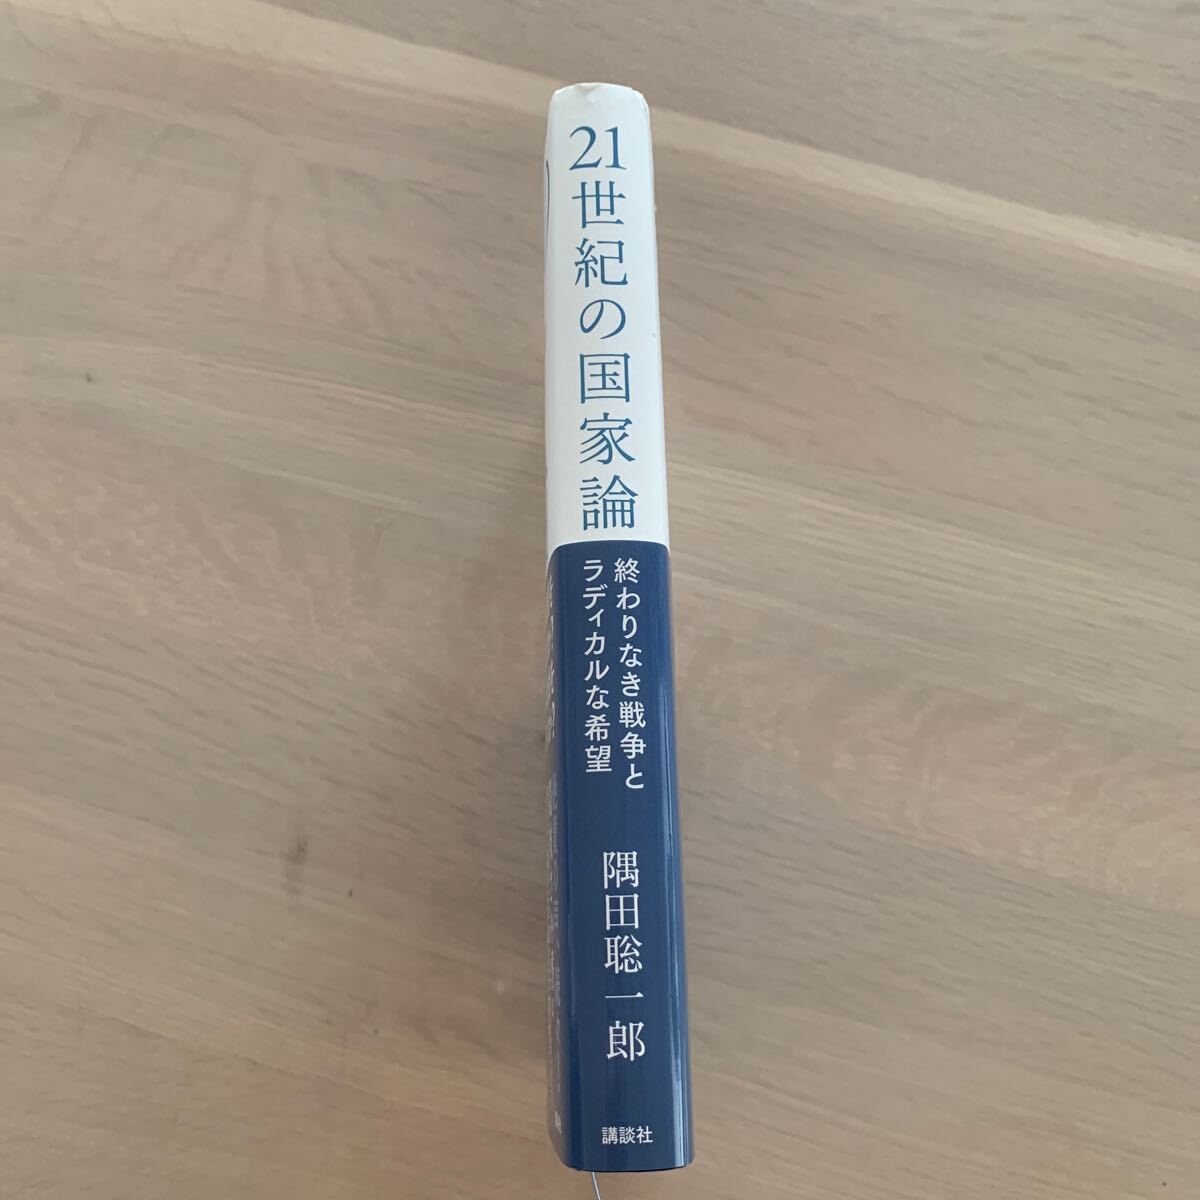 21世紀の国家論
終わりなき戦争と
ラディカルな希望
隅田聡一郎
講談社